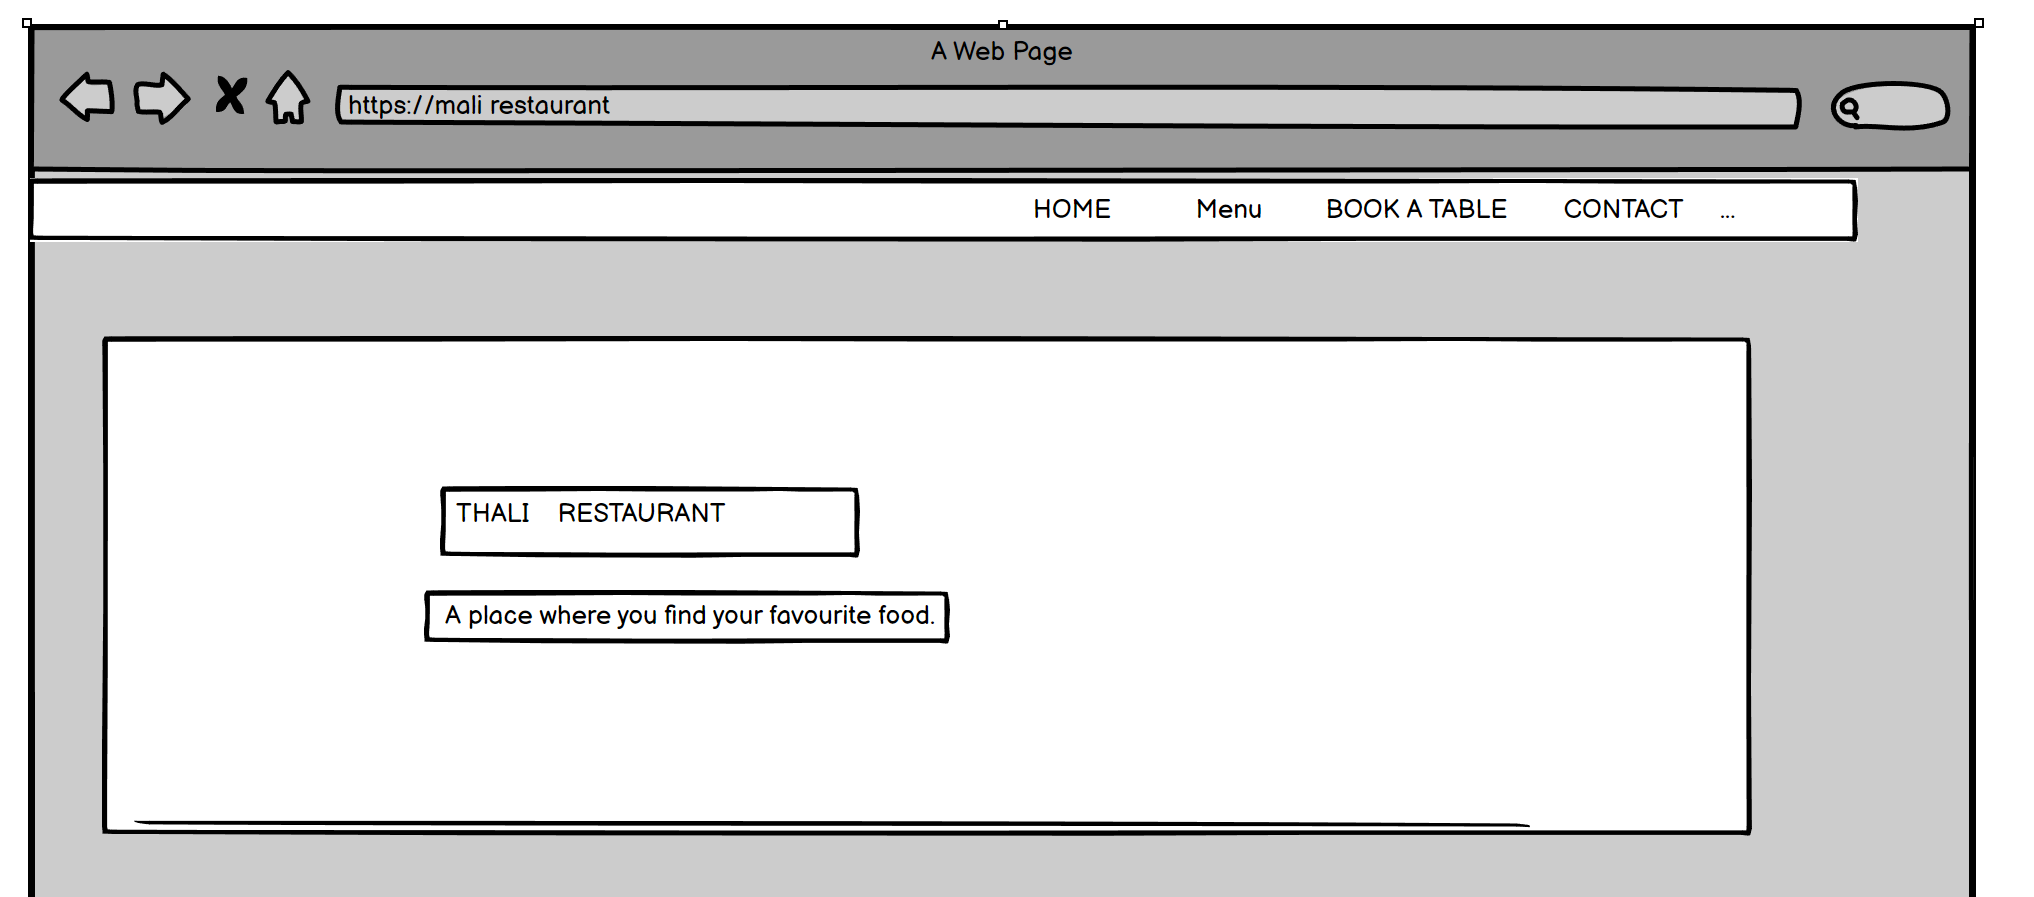 A Web Page
https://mali restaurant
HOME Menu BOOK A TABLE CONTACT ...
THALI RESTAURANT
A place where you find your favourite food.